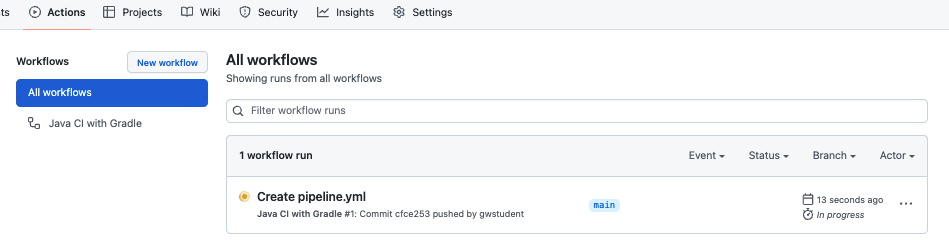 ts Actions Projects Wiki Security Insights Settings
Workflows
New workflow
All workflows
Java CI with Gradle
All workflows
Showing runs from all workflows
Filter workflow runs
1 workflow run Event Status Branch Actor
Create pipeline.yml
Java CI with Gradle #1: Commit cfce253 pushed by gwstudent
main
13 seconds ago
In progress